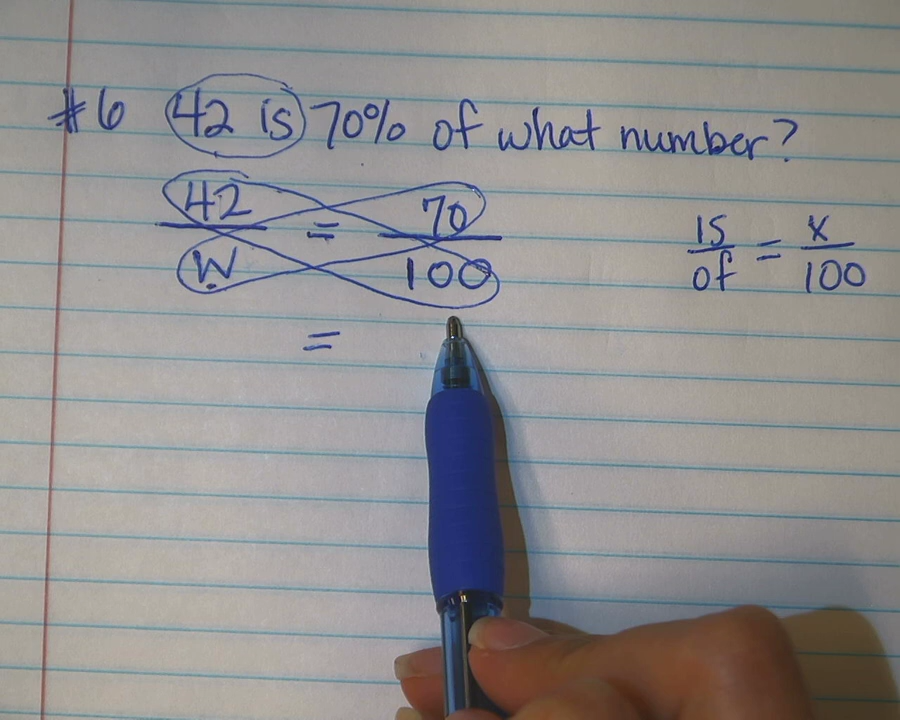 #6 42 is 70% of what number?
42 = 70
W 100
=
is = x
of 100